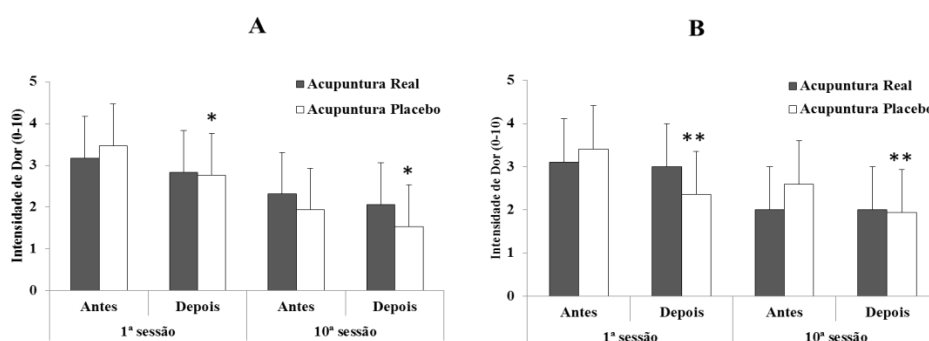 A
Intensidade de Dor (0-10)
5
4
3
2
1
0
Acupuntura Real
Acupuntura Placebo
*
*
Antes
Depois
Antes
Depois
1ª sessão
10ª sessão
B
Intensidade de Dor (0-10)
5
4
3
2
1
0
Acupuntura Real
Acupuntura Placebo
**
**
Antes
Depois
Antes
Depois
1ª sessão
10ª sessão